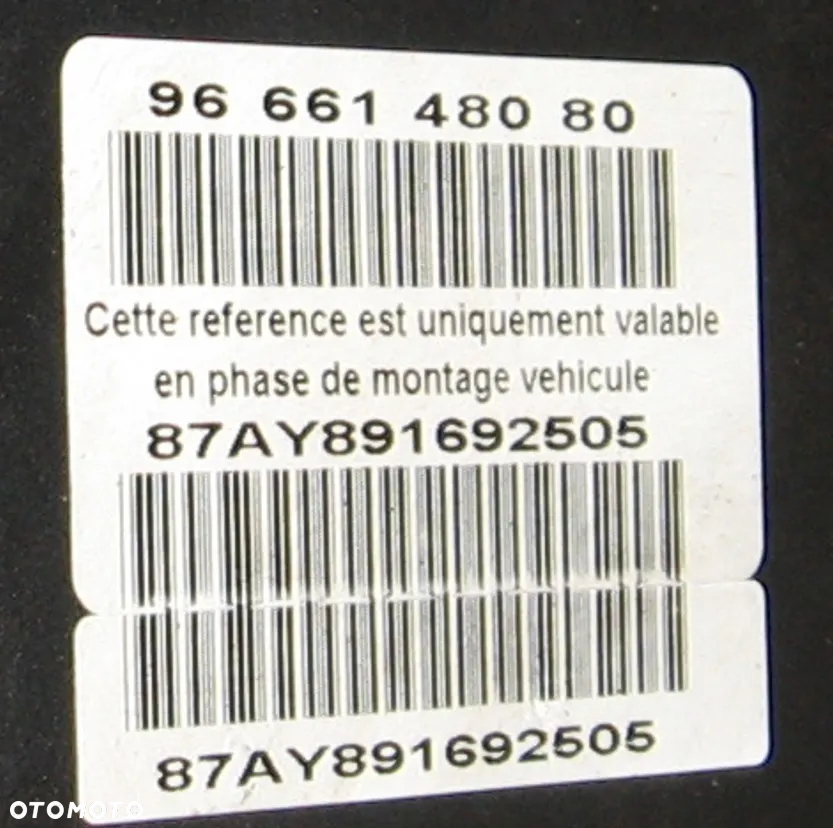 96 661 480 80
Cette reference est uniquement valable
en phase de montage vehicule
87AY891692505
87AY891692505
OTOMOTO